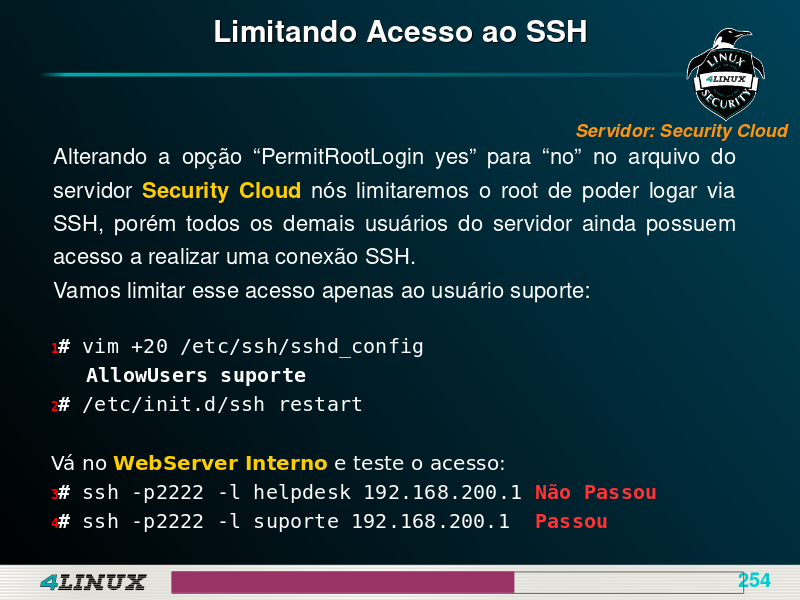 Limitando Acesso ao SSH
LINUX
4LINUX
SECURITY
Servidor: Security Cloud
Alterando a opção “PermitRootLogin yes” para “no” no arquivo do
servidor Security Cloud nós limitaremos o root de poder logar via
SSH, porém todos os demais usuários do servidor ainda possuem
acesso a realizar uma conexão SSH.
Vamos limitar esse acesso apenas ao usuário suporte:
1# vim +20 /etc/ssh/sshd_config
AllowUsers suporte
2# /etc/init.d/ssh restart
Vá no WebServer Interno e teste o acesso:
3# ssh -p2222 -l helpdesk 192.168.200.1 Não Passou
4# ssh -p2222 -l suporte 192.168.200.1 Passou
4LINUX
254